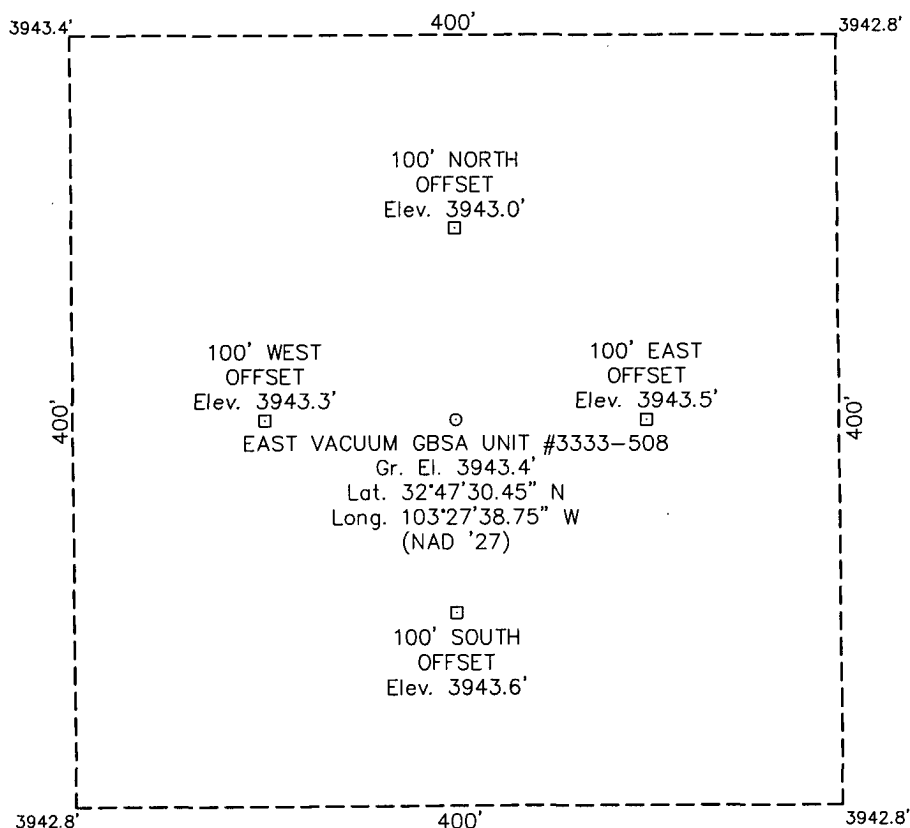 3943.4'
400'
3942.8'
100' NORTH
OFFSET
Elev. 3943.0'
100' WEST
OFFSET
Elev. 3943.3'
100' EAST
OFFSET
Elev. 3943.5'
400'
400'
EAST VACUUM GBSA UNIT #3333-508
Gr. El. 3943.4'
Lat. 32°47'30.45" N
Long. 103°27'38.75" W
(NAD '27)
100' SOUTH
OFFSET
Elev. 3943.6'
3942.8'
400'
3942.8'